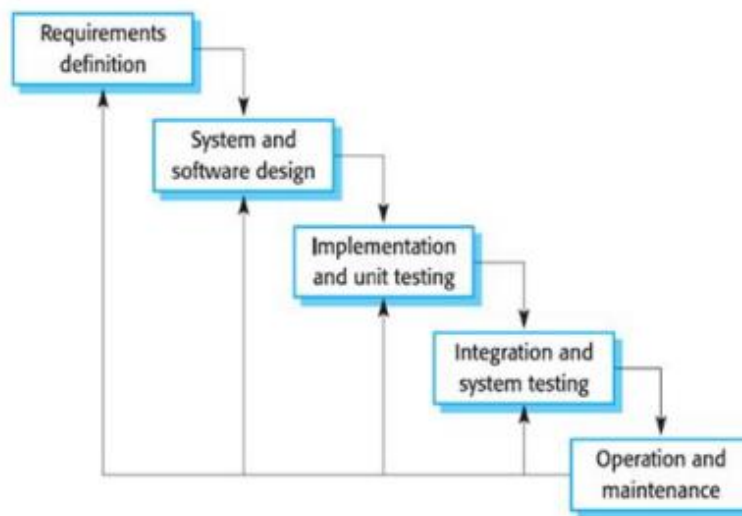 Requirements
definition
System and
software design
Implementation
and unit testing
Integration and
system testing
Operation and
maintenance